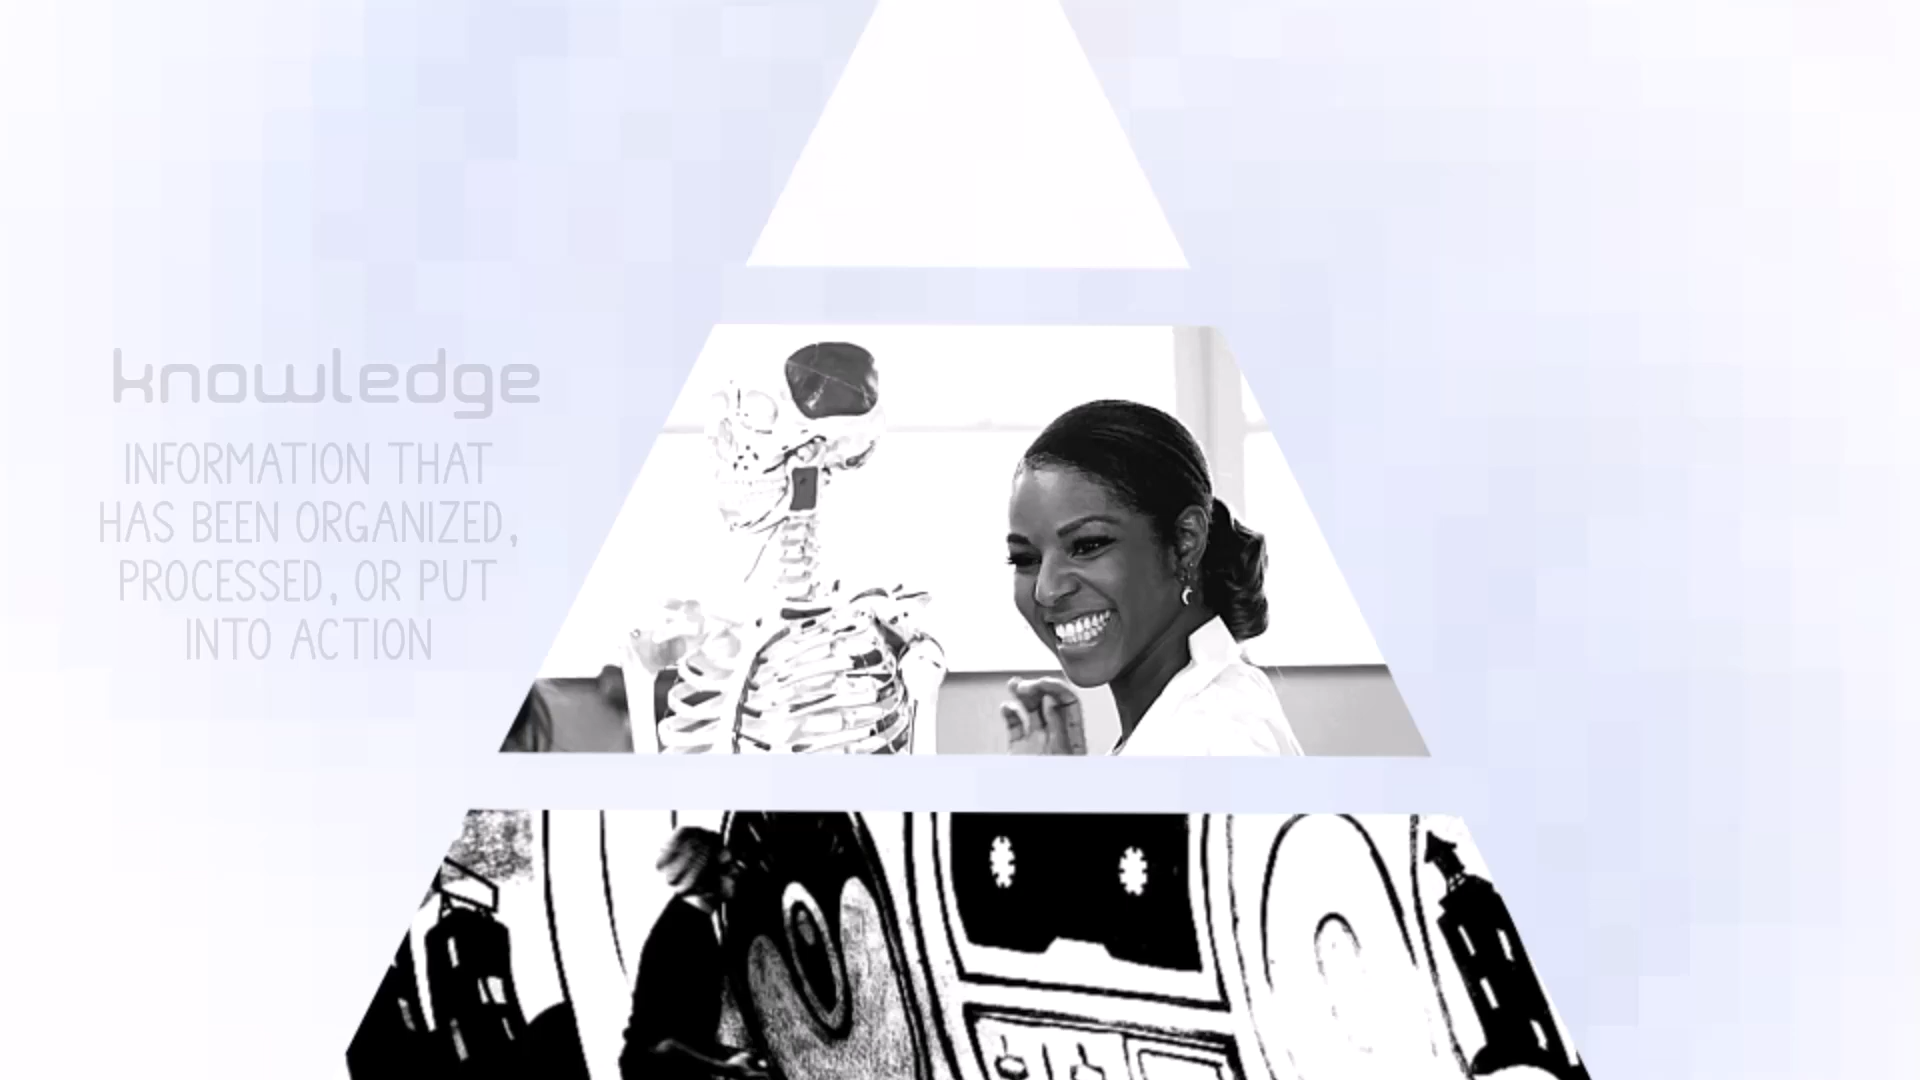 knowledge
INFORMATION THAT
HAS BEEN ORGANIZED,
PROCESSED, OR PUT
INTO ACTION